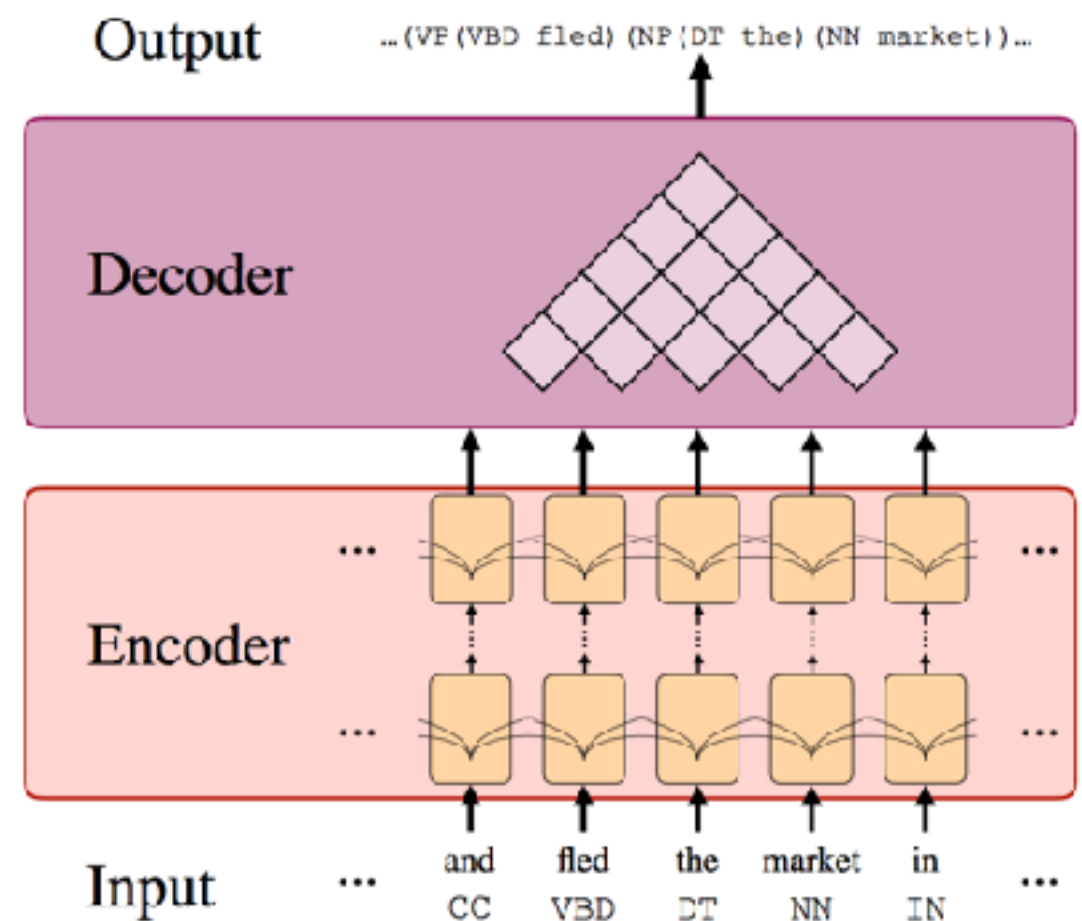 Output ...(VP(VBD fled)(NP(DT the)(NN market))...
Decoder
... ...
Encoder
... ...
and fled the market in
Input ... ...
CC VBD DT NN IN